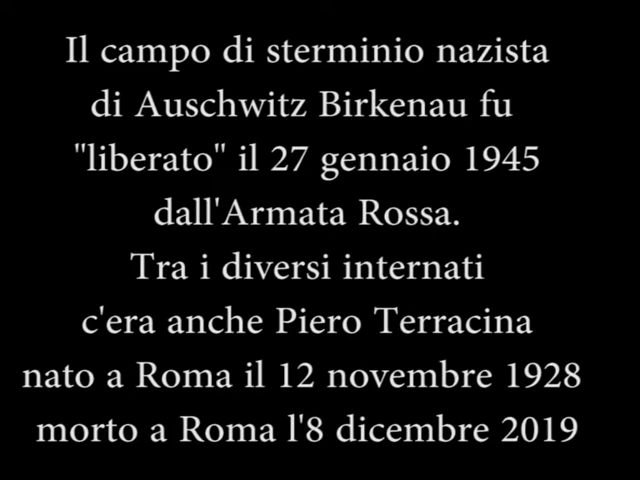 Il campo di sterminio nazista
di Auschwitz Birkenau fu
"liberato" il 27 gennaio 1945
dall'Armata Rossa.
Tra i diversi internati
c'era anche Piero Terracina
nato a Roma il 12 novembre 1928
morto a Roma l'8 dicembre 2019